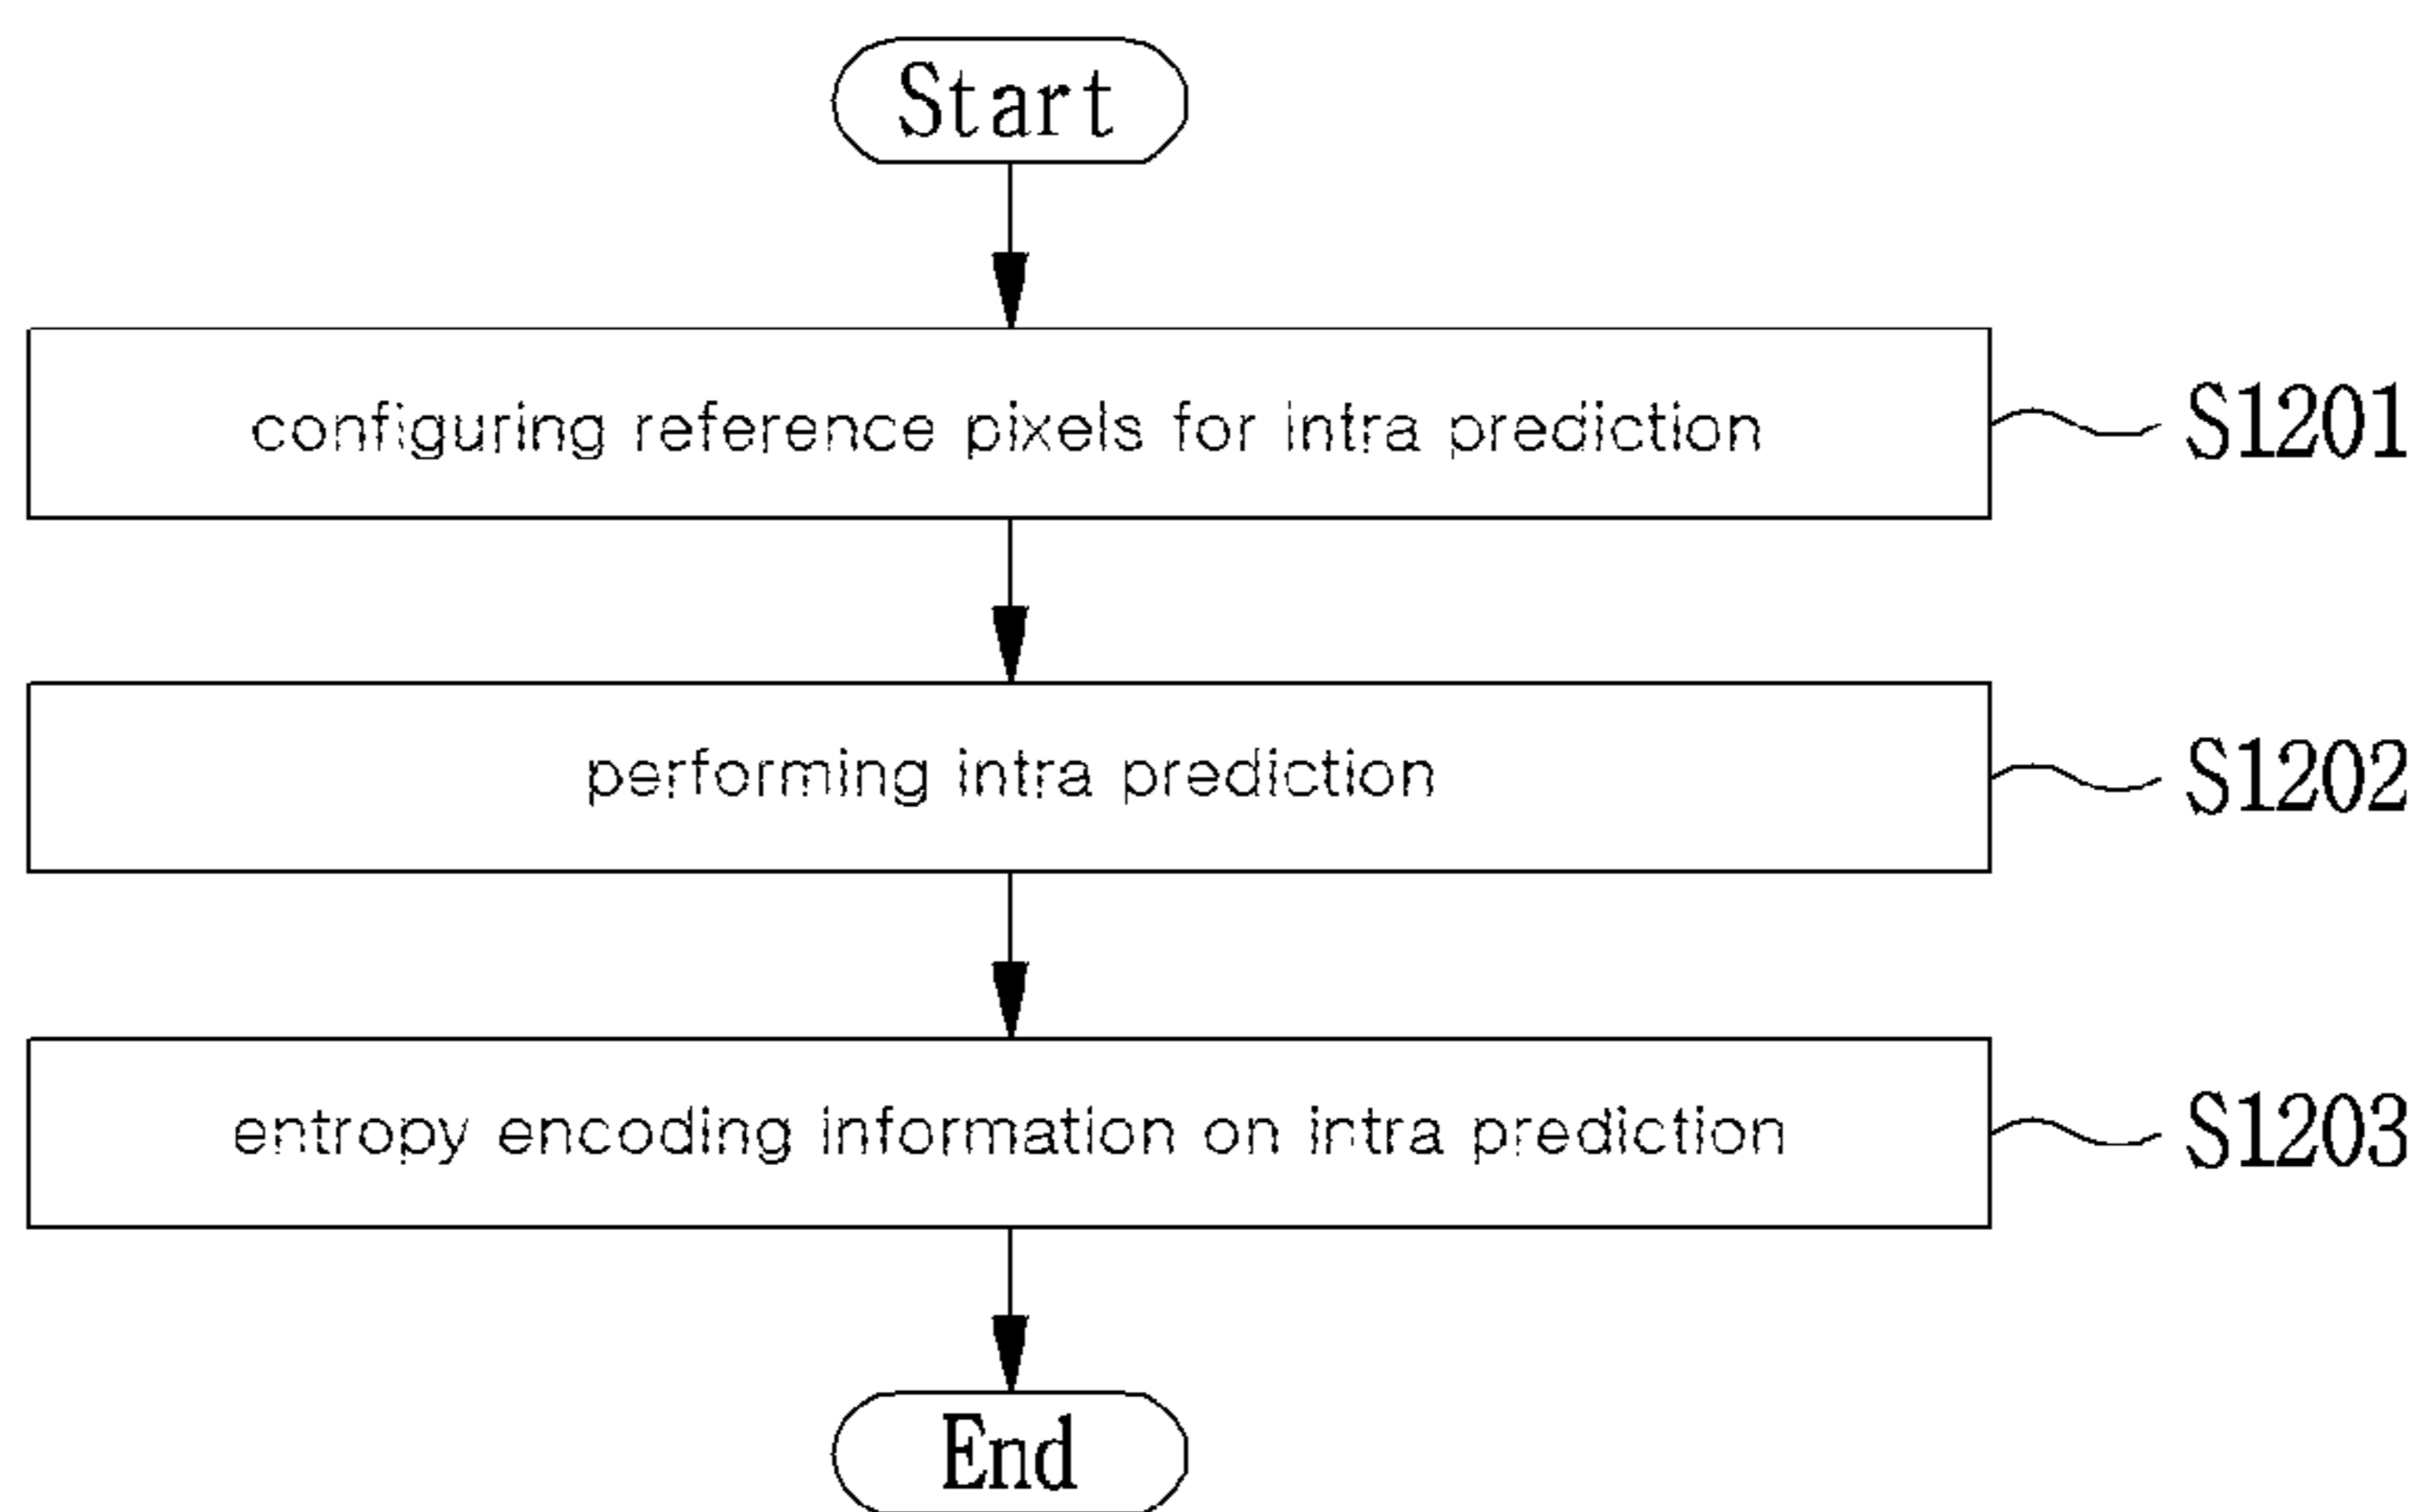 Start
configuring reference pixels for intra prediction
S1201
performing intra prediction
S1202
entropy encoding information on intra prediction
S1203
End